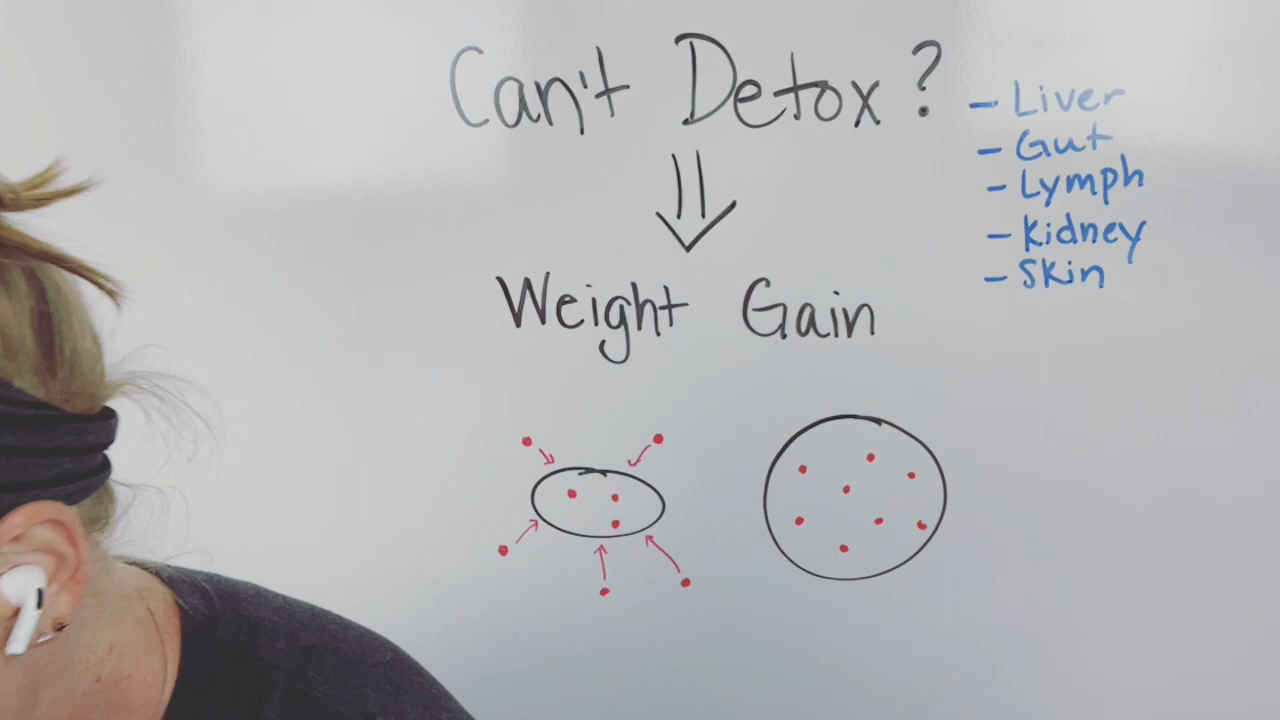 Can't Detox?
Weight Gain
- Liver
- Gut
- Lymph
- Kidney
- Skin